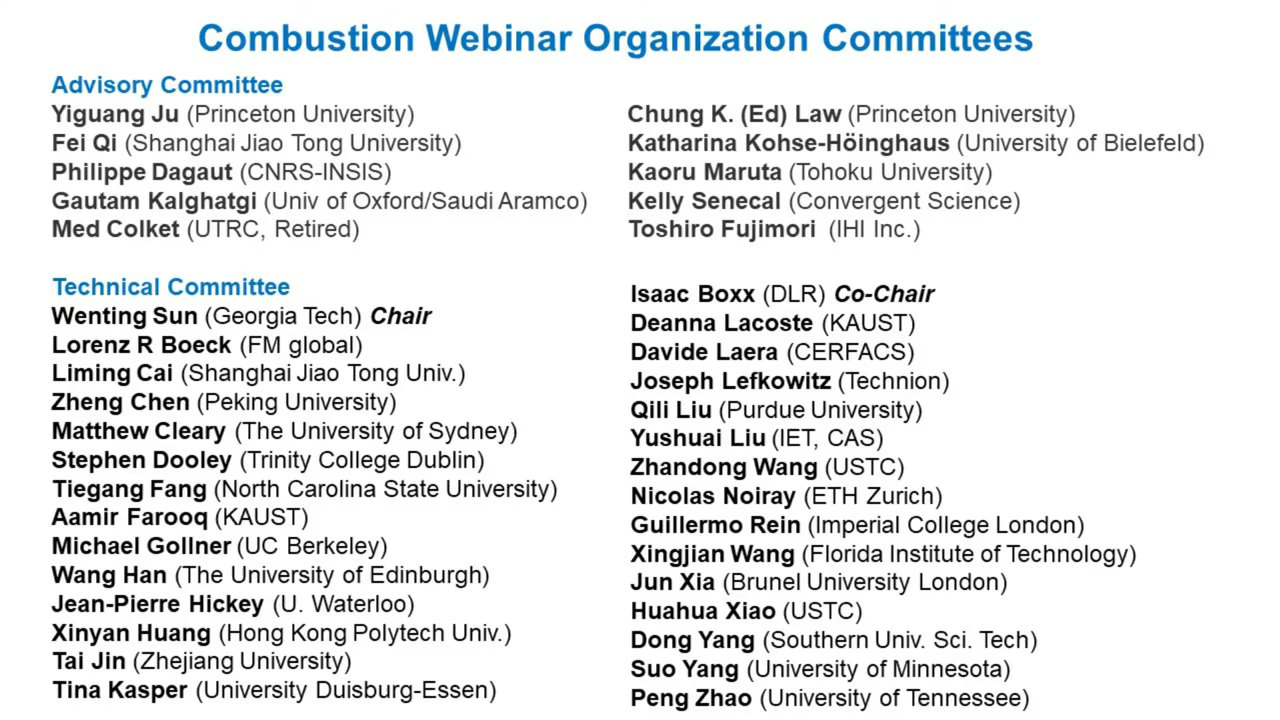 Combustion Webinar Organization Committees
Advisory Committee
Yiguang Ju (Princeton University)
Fei Qi (Shanghai Jiao Tong University)
Philippe Dagaut (CNRS-INSIS)
Gautam Kalghatgi (Univ of Oxford/Saudi Aramco)
Med Colket (UTRC, Retired)
Chung K. (Ed) Law (Princeton University)
Katharina Kohse-Höinghaus (University of Bielefeld)
Kaoru Maruta (Tohoku University)
Kelly Senecal (Convergent Science)
Toshiro Fujimori (IHI Inc.)
Technical Committee
Wenting Sun (Georgia Tech) Chair
Lorenz R Boeck (FM global)
Liming Cai (Shanghai Jiao Tong Univ.)
Zheng Chen (Peking University)
Matthew Cleary (The University of Sydney)
Stephen Dooley (Trinity College Dublin)
Tiegang Fang (North Carolina State University)
Aamir Farooq (KAUST)
Michael Gollner (UC Berkeley)
Wang Han (The University of Edinburgh)
Jean-Pierre Hickey (U. Waterloo)
Xinyan Huang (Hong Kong Polytech Univ.)
Tai Jin (Zhejiang University)
Tina Kasper (University Duisburg-Essen)
Isaac Boxx (DLR) Co-Chair
Deanna Lacoste (KAUST)
Davide Laera (CERFACS)
Joseph Lefkowitz (Technion)
Qili Liu (Purdue University)
Yushuai Liu (IET, CAS)
Zhandong Wang (USTC)
Nicolas Noiray (ETH Zurich)
Guillermo Rein (Imperial College London)
Xingjian Wang (Florida Institute of Technology)
Jun Xia (Brunel University London)
Huahua Xiao (USTC)
Dong Yang (Southern Univ. Sci. Tech)
Suo Yang (University of Minnesota)
Peng Zhao (University of Tennessee)